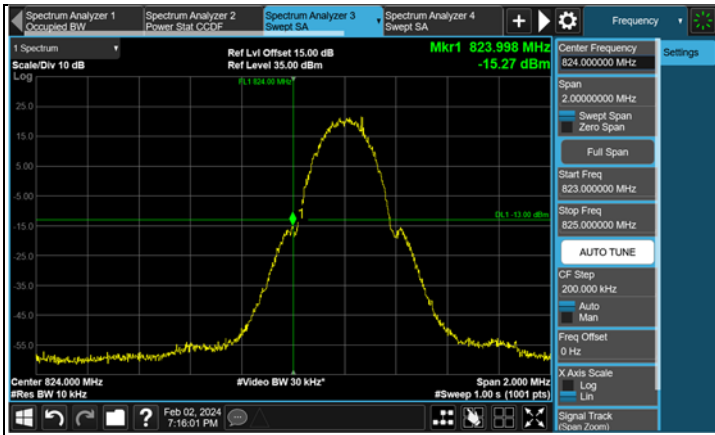 Spectrum Analyzer 1
Occupied BW
Spectrum Analyzer 2
Power Stat CCDF
Spectrum Analyzer 3
Swept SA
Spectrum Analyzer 4
Swept SA
+
Frequency
1 Spectrum
Scale/Div 10 dB
Log
Ref Lvl Offset 15.00 dB
Ref Level 35.00 dBm
Mkr1 823.998 MHz
-15.27 dBm
FL1 824.00 MHz
25.0
15.0
5.00
-5.00
-15.0
-25.0
-35.0
-45.0
-55.0
1
DL1 -13.00 dBm
Center 824.000 MHz
#Res BW 10 kHz
#Video BW 30 kHz*
Span 2.000 MHz
#Sweep 1.00 s (1001 pts)
?
Feb 02, 2024
7:16:01 PM
Center Frequency
824.000000 MHz
Span
2.00000000 MHz
Swept Span
Zero Span
Full Span
Start Freq
823.000000 MHz
Stop Freq
825.000000 MHz
AUTO TUNE
CF Step
200.000 kHz
Auto
Man
Freq Offset
0 Hz
X Axis Scale
Log
Lin
Signal Track
(Span Zoom)
Settings